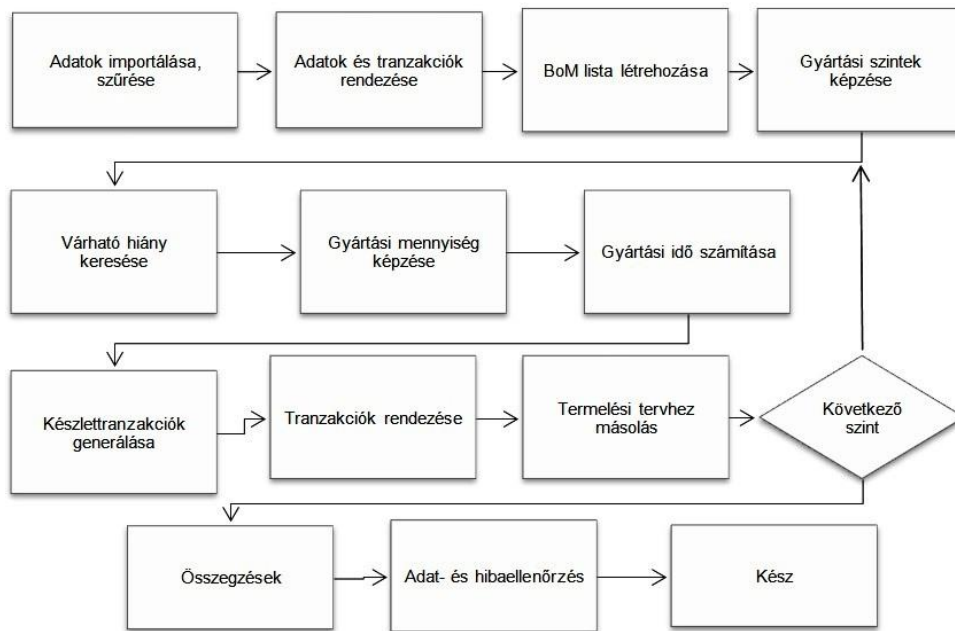 Adatok importálása,
szűrése
Adatok és tranzakciók
rendezése
BoM lista létrehozása
Gyártási szintek
képzése
Várható hiány
keresése
Gyártási mennyiség
képzése
Gyártási idő számítása
Készlettranzakciók
generálása
Tranzakciók rendezése
Termelési tervhez
másolás
Következő
szint
Összegzések
Adat- és hibaellenőrzés
Kész